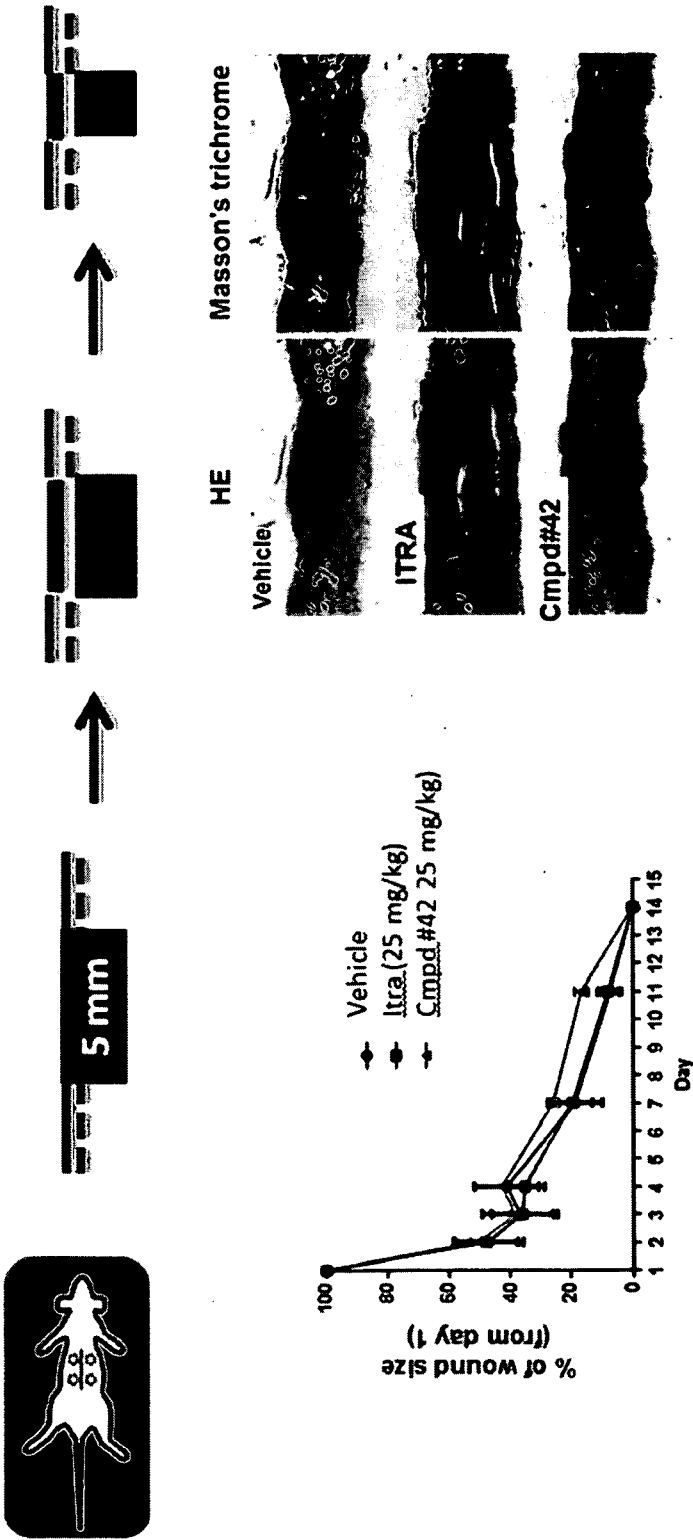 5 mm
% of wound size
(from day 1)
100
80
60
40
20
0
1 2 3 4 5 6 7 8 9 10 11 12 13 14 15
Day
Vehicle
Itra (25 mg/kg)
Cmpd #42 25 mg/kg)
HE
Masson's trichrome
Vehicle
ITRA
Cmpd#42